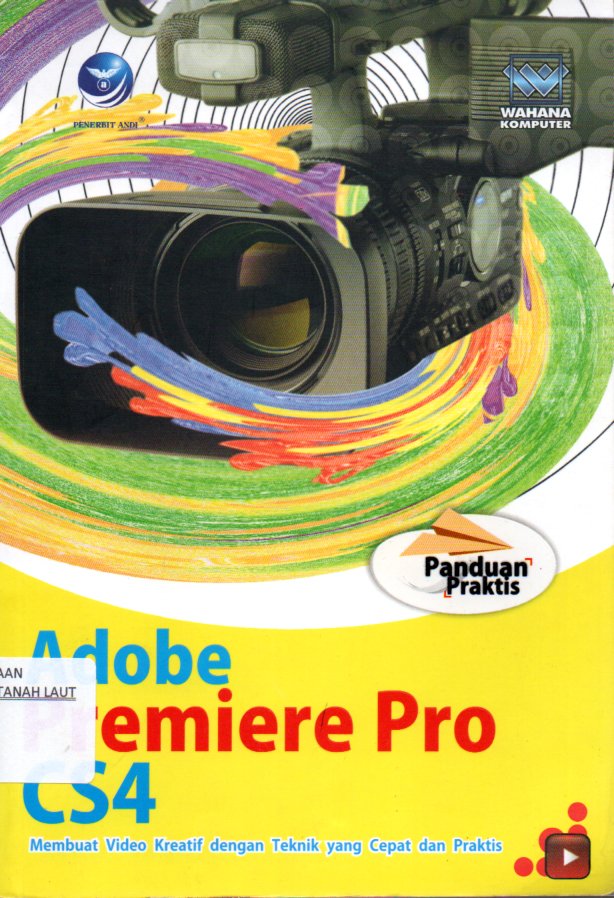 PENERBIT ANDI®
WAHANA
KOMPUTER
Panduan
Praktis
Adobe
AAN
TANAH LAUT
Premiere Pro
CS4
Membuat Video Kreatif dengan Teknik yang Cepat dan Praktis